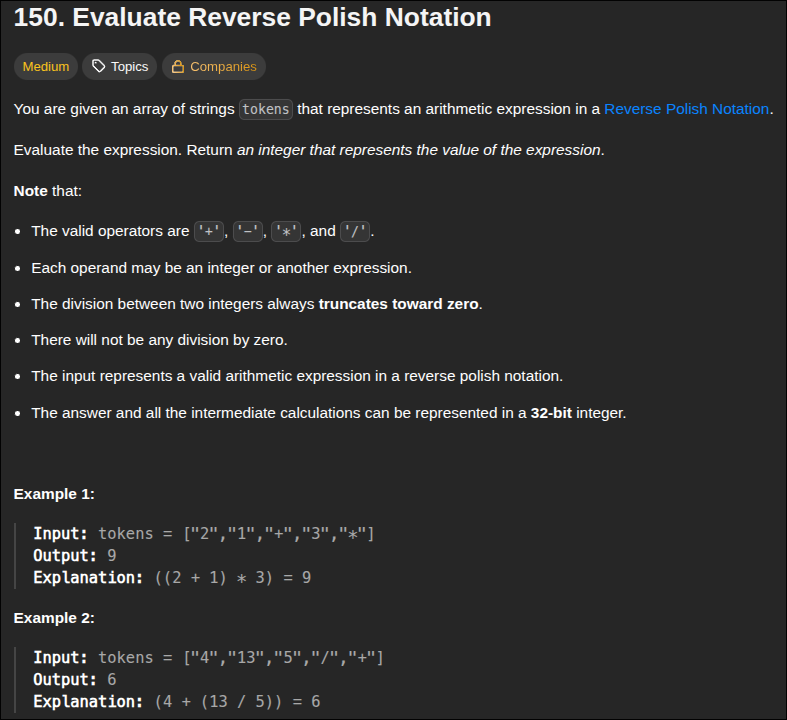 150. Evaluate Reverse Polish Notation
Medium Topics Companies
You are given an array of strings tokens that represents an arithmetic expression in a Reverse Polish Notation.
Evaluate the expression. Return an integer that represents the value of the expression.
Note that:
• The valid operators are '+', '-', '*', and '/'.
• Each operand may be an integer or another expression.
• The division between two integers always truncates toward zero.
• There will not be any division by zero.
• The input represents a valid arithmetic expression in a reverse polish notation.
• The answer and all the intermediate calculations can be represented in a 32-bit integer.
Example 1:
Input: tokens = ["2","1","+","3","*"]
Output: 9
Explanation: ((2 + 1) * 3) = 9
Example 2:
Input: tokens = ["4","13","5","/","+"]
Output: 6
Explanation: (4 + (13 / 5)) = 6